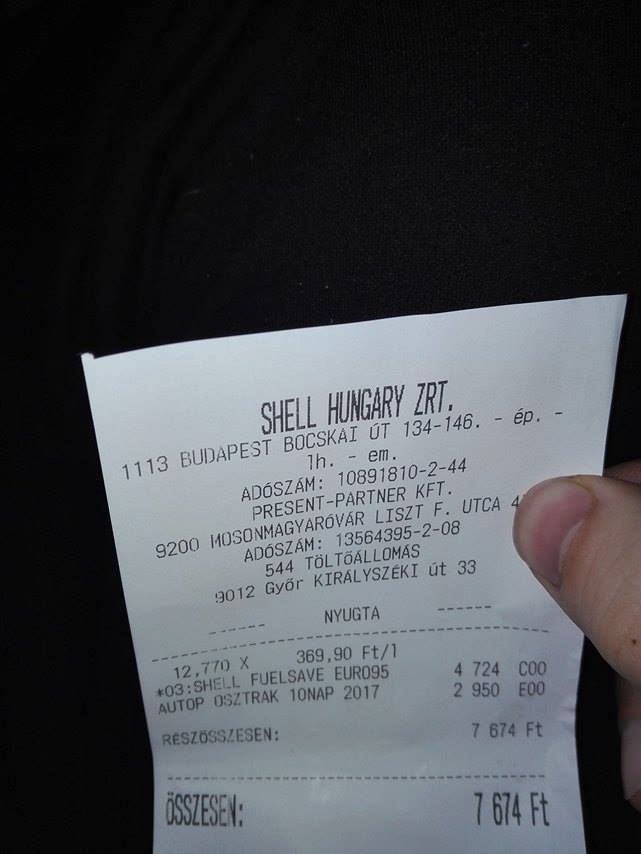 SHELL HUNGARY ZRT.
1113 BUDAPEST BOCSKAI ÚT 134-146. - ép. -
lh. - em.
ADÓSZÁM: 10891810-2-44
PRESENT-PARTNER KFT.
9200 MOSONMAGYARÓVÁR LISZT F. UTCA
ADÓSZÁM: 13564395-2-08
544 TÖLTŐÁLLOMÁS
9012 Győr KIRÁLYSZÉKI út 33
------ NYUGTA ------
12,770 X 369,90 Ft/l
*03:SHELL FUELSAVE EURO95 4 724 C00
AUTOP OSZTRAK 10NAP 2017 2 950 E00
RÉSZÖSSZESEN: 7 674 Ft
ÖSSZESEN: 7 674 Ft